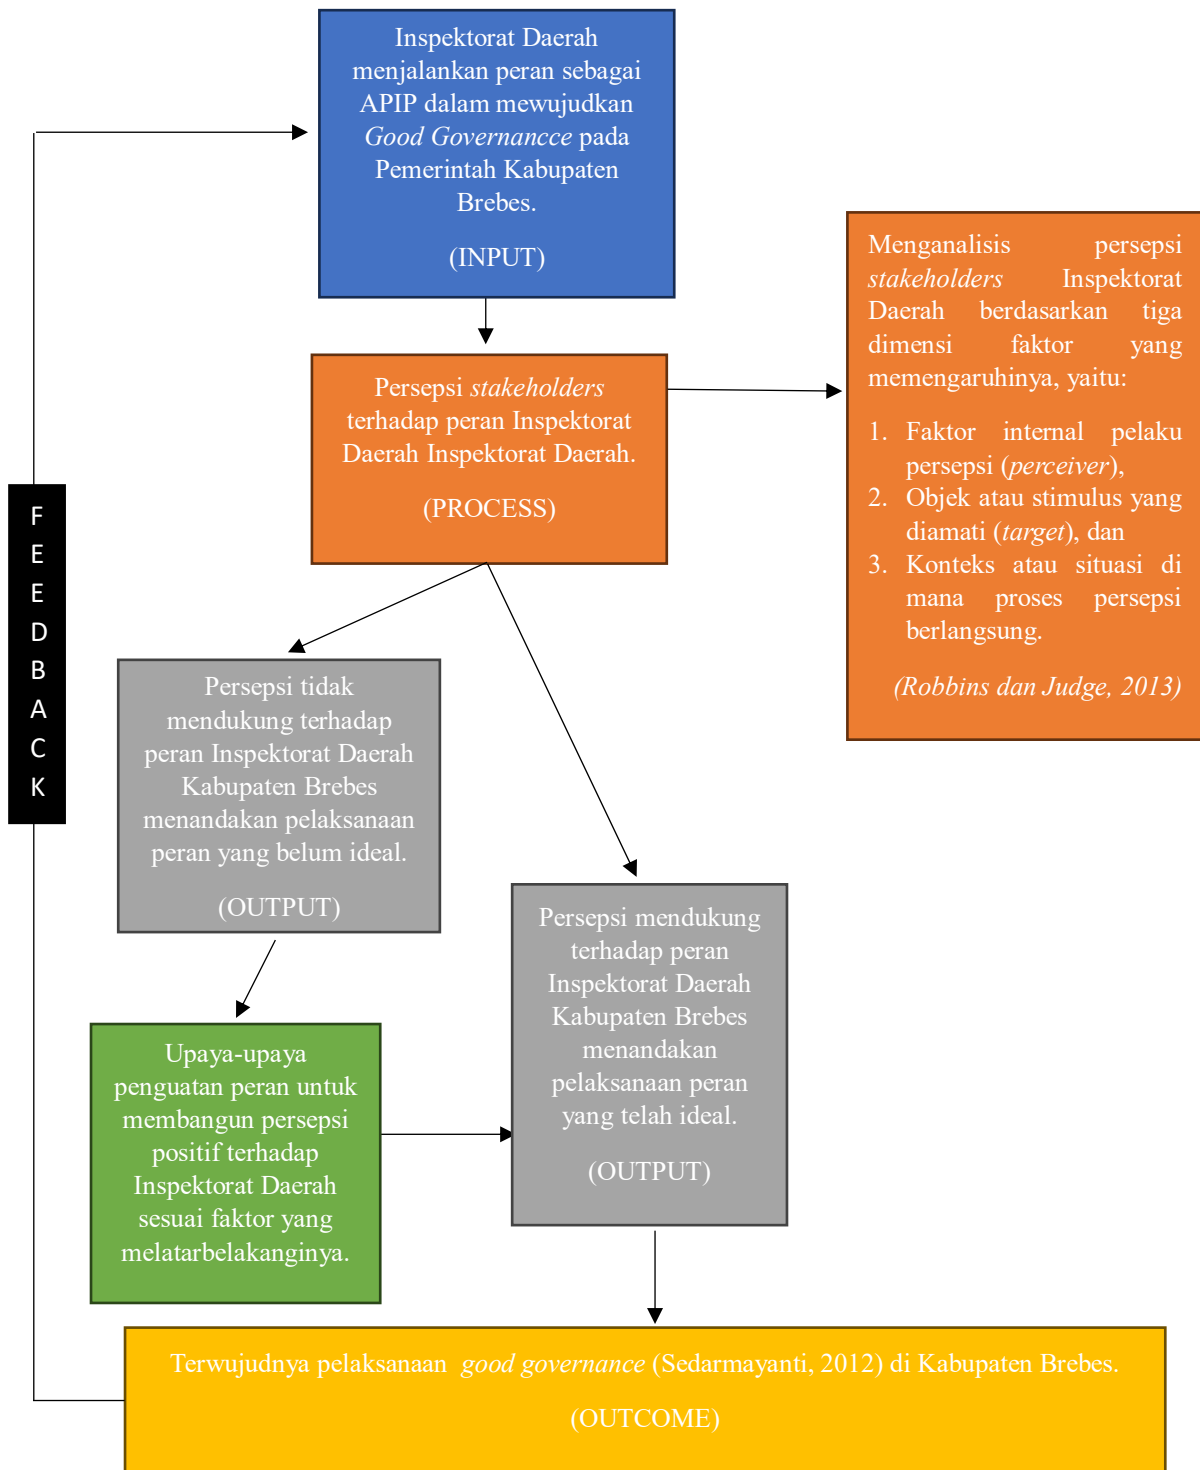 Inspektorat Daerah
menjalankan peran sebagai
APIP dalam mewujudkan
Good Governancce pada
Pemerintah Kabupaten
Brebes.
(INPUT)
Menganalisis persepsi
stakeholders Inspektorat
Daerah berdasarkan tiga
dimensi faktor yang
memengaruhinya, yaitu:
1. Faktor internal pelaku
persepsi (perceiver),
2. Objek atau stimulus yang
diamati (target), dan
3. Konteks atau situasi di
mana proses persepsi
berlangsung.
(Robbins dan Judge, 2013)
Persepsi stakeholders
terhadap peran Inspektorat
Daerah Inspektorat Daerah.
(PROCESS)
F
E
E
D
B
A
C
K
Persepsi tidak
mendukung terhadap
peran Inspektorat Daerah
Kabupaten Brebes
menandakan pelaksanaan
peran yang belum ideal.
(OUTPUT)
Persepsi mendukung
terhadap peran
Inspektorat Daerah
Kabupaten Brebes
menandakan
pelaksanaan peran
yang telah ideal.
(OUTPUT)
Upaya-upaya
penguatan peran untuk
membangun persepsi
positif terhadap
Inspektorat Daerah
sesuai faktor yang
melatarbelakanginya.
Terwujudnya pelaksanaan good governance (Sedarmayanti, 2012) di Kabupaten Brebes.
(OUTCOME)